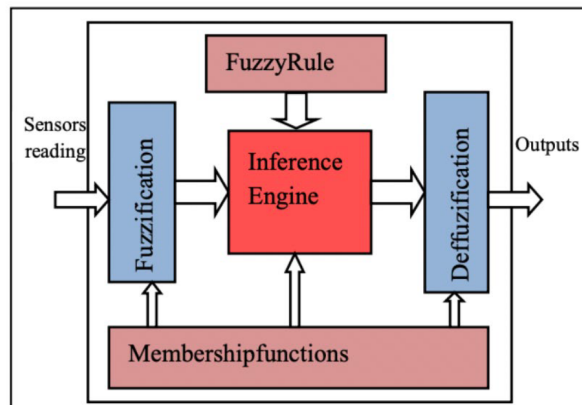 FuzzyRule
Sensors
reading
Fuzzification
Inference
Engine
Deffuzification
Outputs
Membershipfunctions